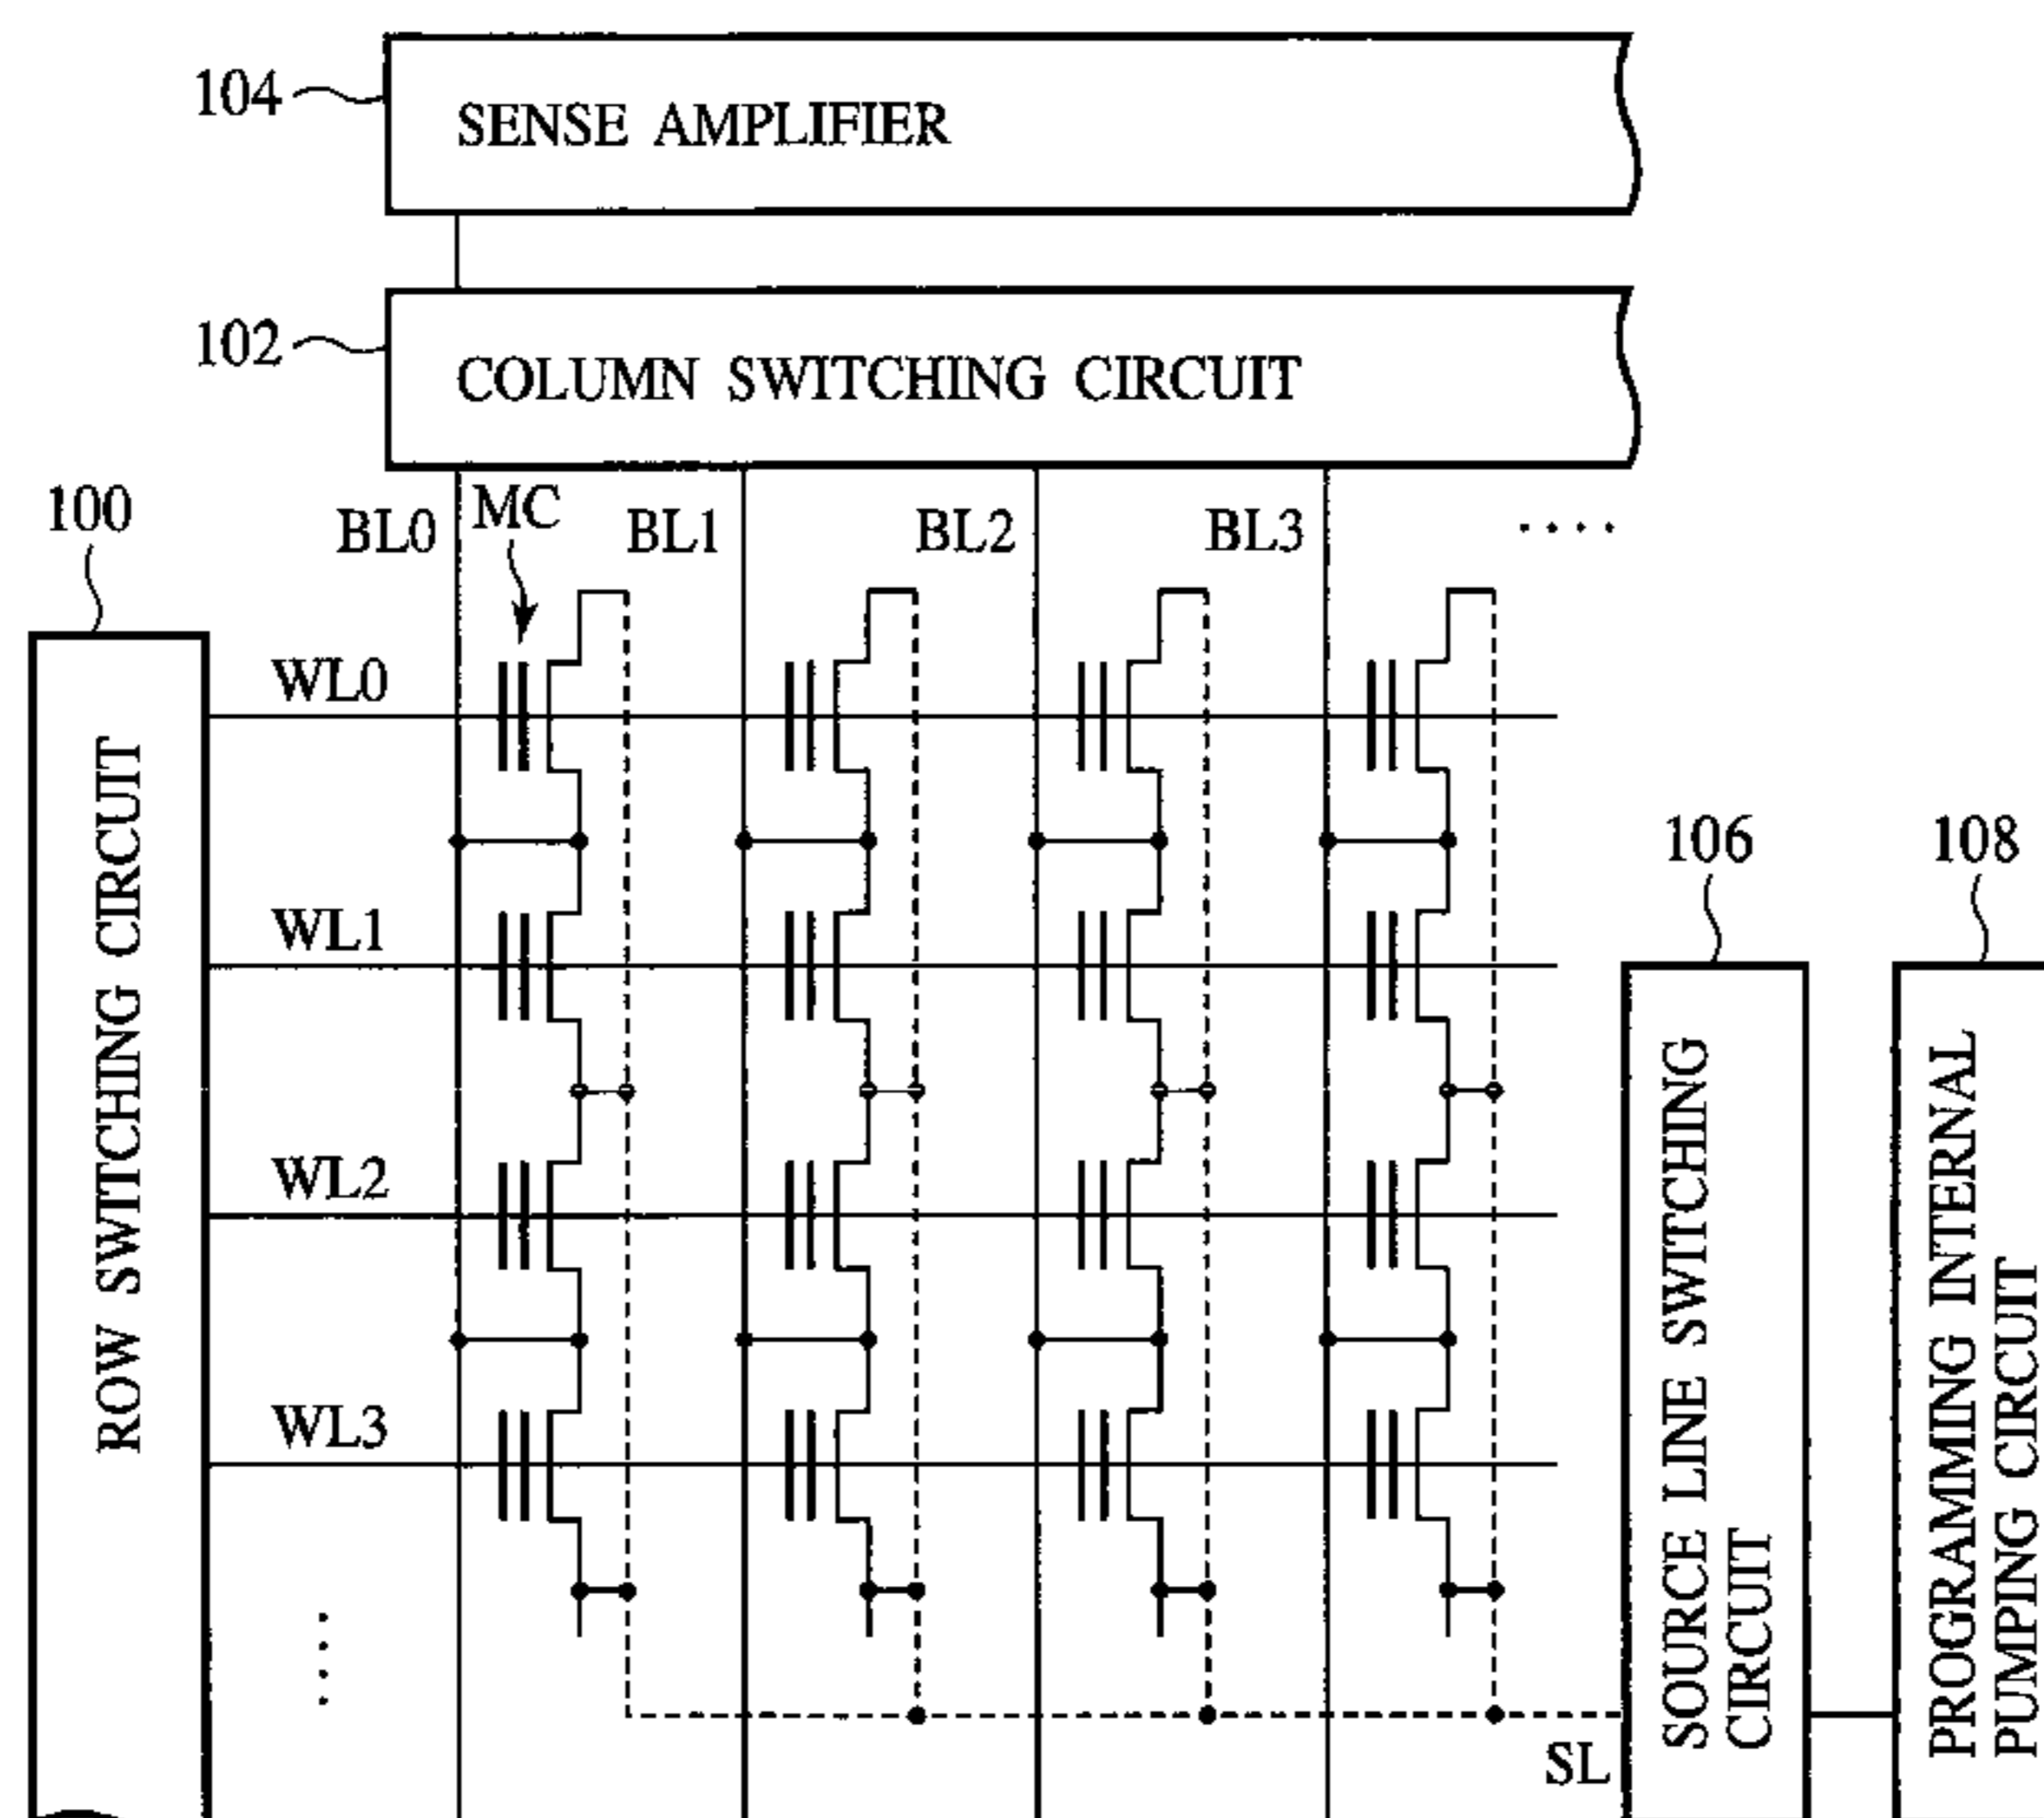 104
SENSE AMPLIFIER
102
COLUMN SWITCHING CIRCUIT
100
BL0
MC
BL1
BL2
BL3
....
ROW SWITCHING CIRCUIT
WL0
WL1
WL2
WL3
....
106
SOURCE LINE SWITCHING
CIRCUIT
108
PROGRAMMING INTERNAL
PUMPING CIRCUIT
SL